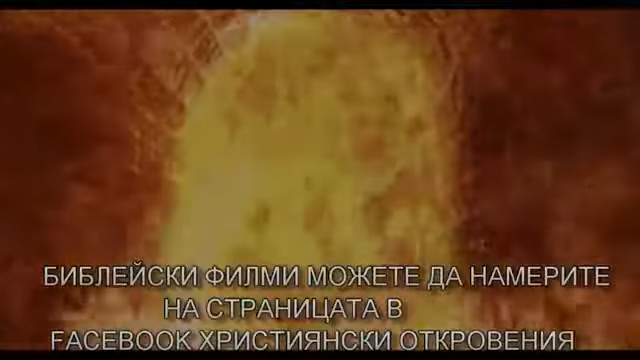 БИБЛЕЙСКИ ФИЛМИ МОЖЕТЕ ДА НАМЕРИТЕ
НА СТРАНИЦАТА В
FACEBOOK ХРИСТИЯНСКИ ОТКРОВЕНИЯ